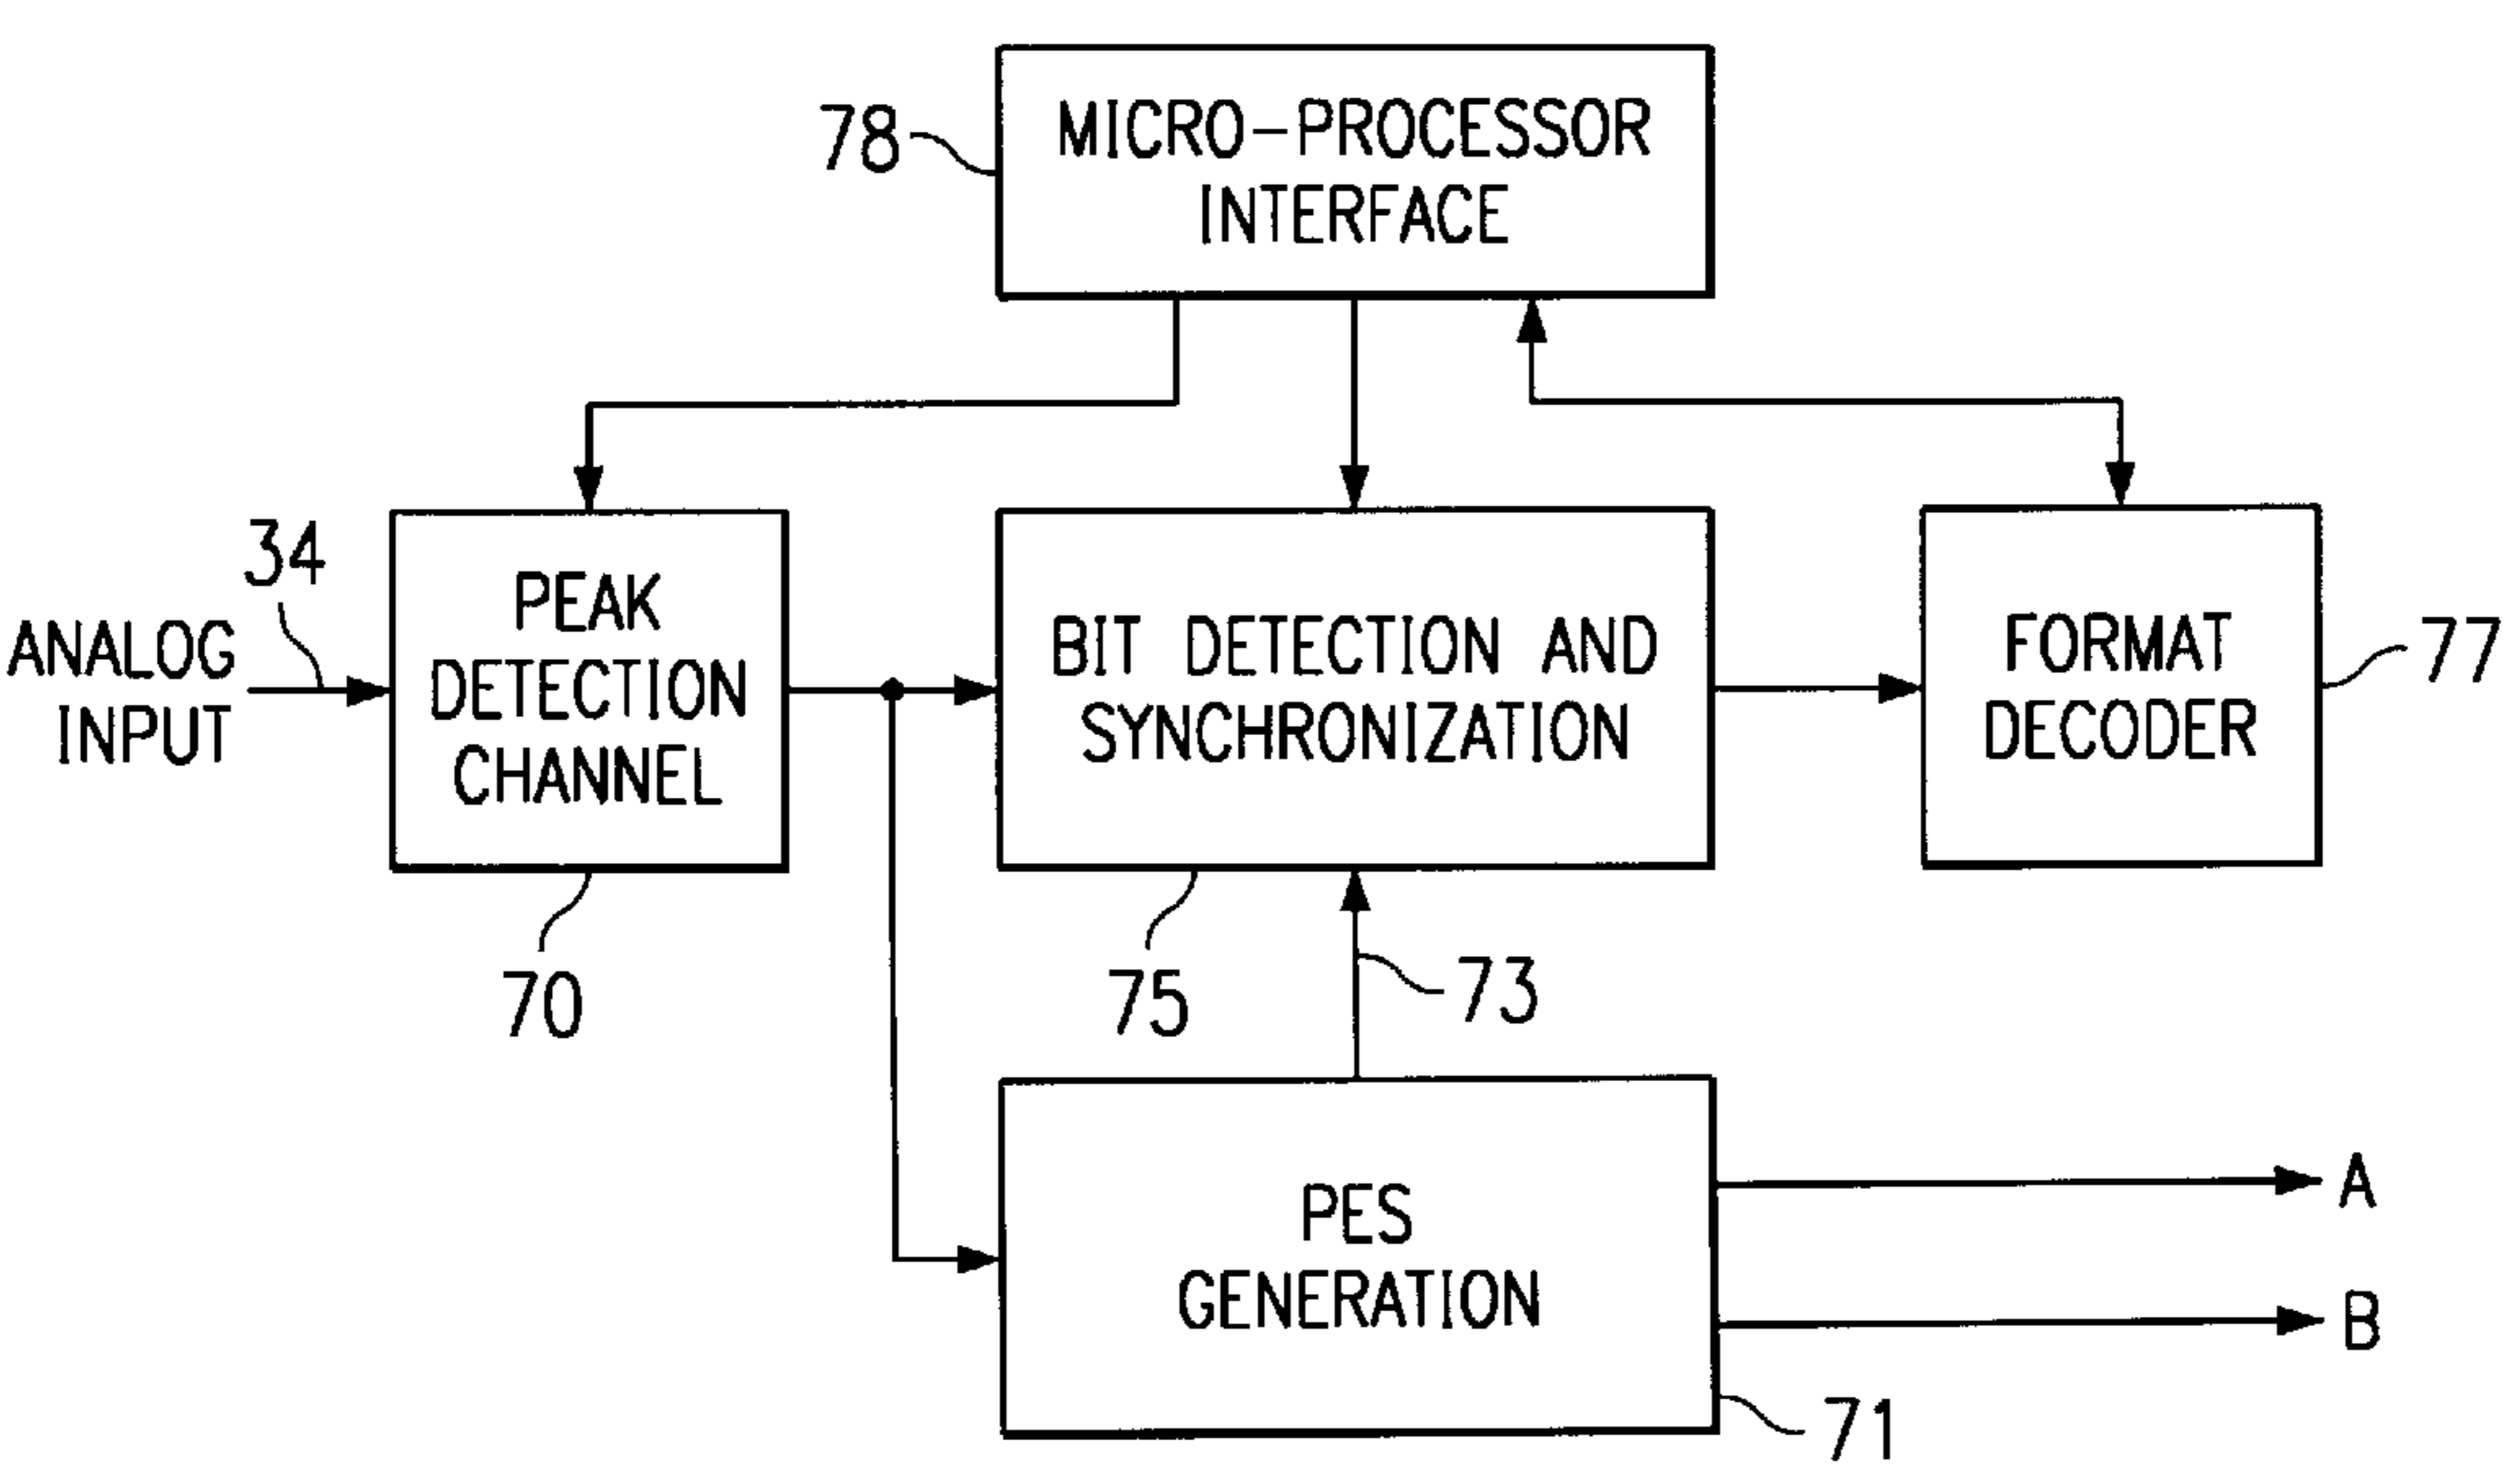 78
MICRO-PROCESSOR
INTERFACE
34
ANALOG
INPUT
PEAK
DETECTION
CHANNEL
70
BIT DETECTION AND
SYNCHRONIZATION
75
FORMAT
DECODER
77
73
PES
GENERATION
71
A
B